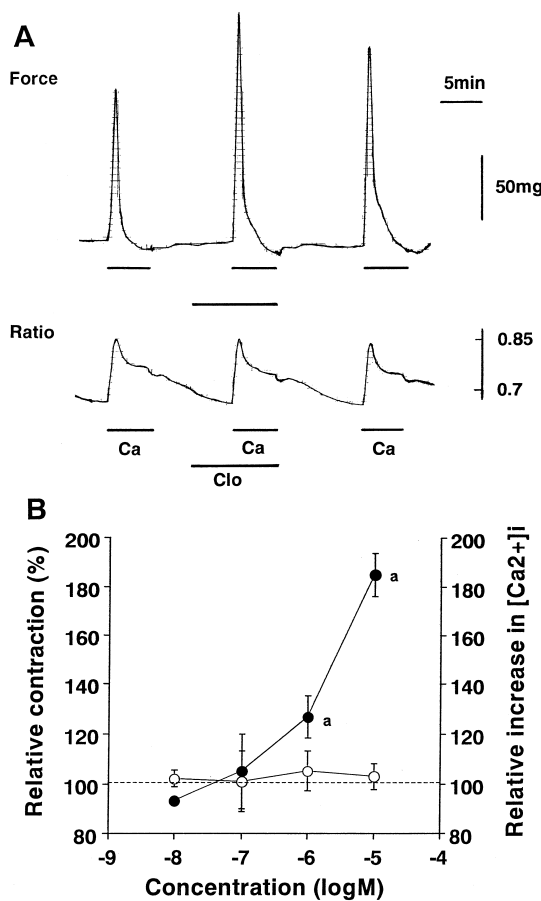 A
Force
5min
50mg
Ratio
0.85
0.7
Ca Ca Ca
Clo
B
Relative contraction (%)
200
180
160
140
120
100
80
a
a
200
180
160
140
120
100
80
Relative increase in [Ca2+]i
-9 -8 -7 -6 -5 -4
Concentration (logM)